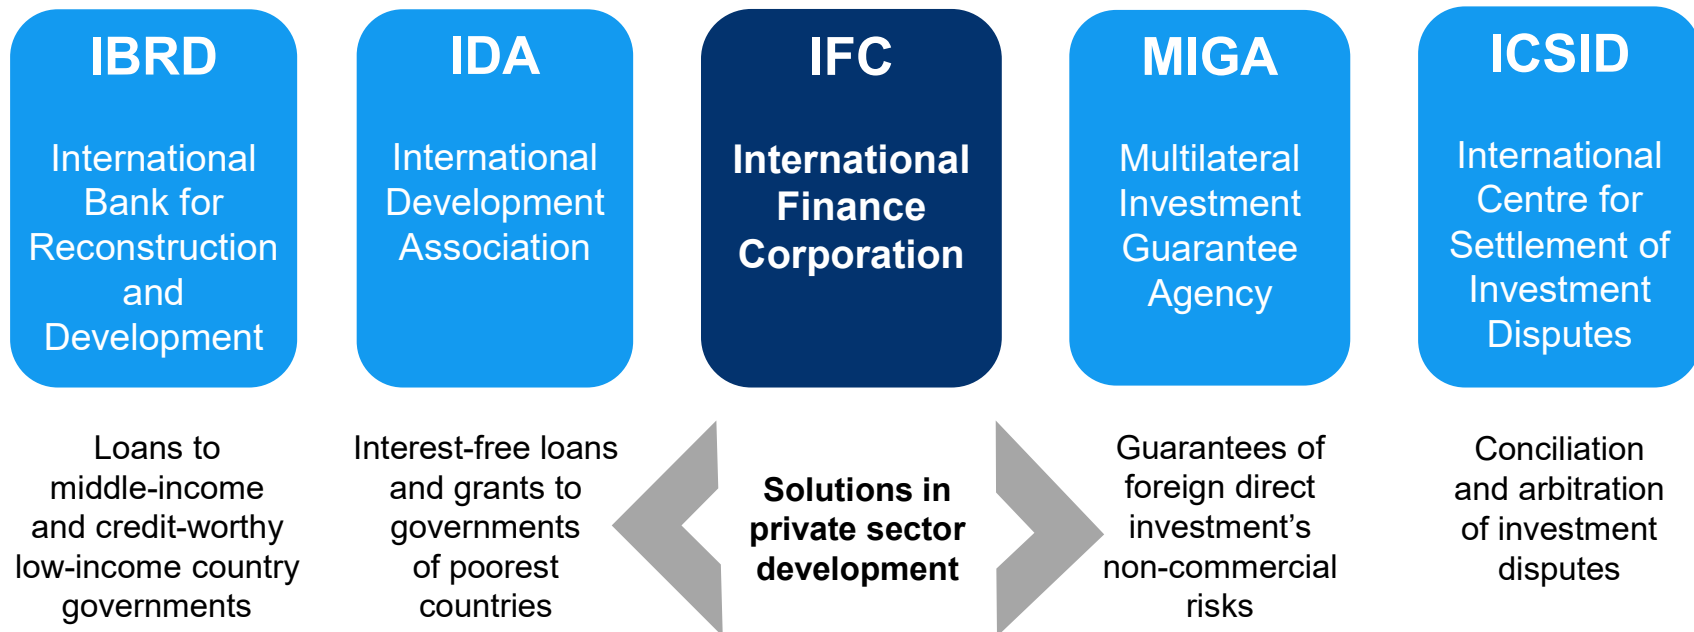 IBRD
International
Bank for
Reconstruction
and
Development
Loans to
middle-income
and credit-worthy
low-income country
governments
IDA
International
Development
Association
Interest-free loans
and grants to
governments
of poorest
countries
IFC
International
Finance
Corporation
Solutions in
private sector
development
MIGA
Multilateral
Investment
Guarantee
Agency
Guarantees of
foreign direct
investment’s
non-commercial
risks
ICSID
International
Centre for
Settlement of
Investment
Disputes
Conciliation
and arbitration
of investment
disputes